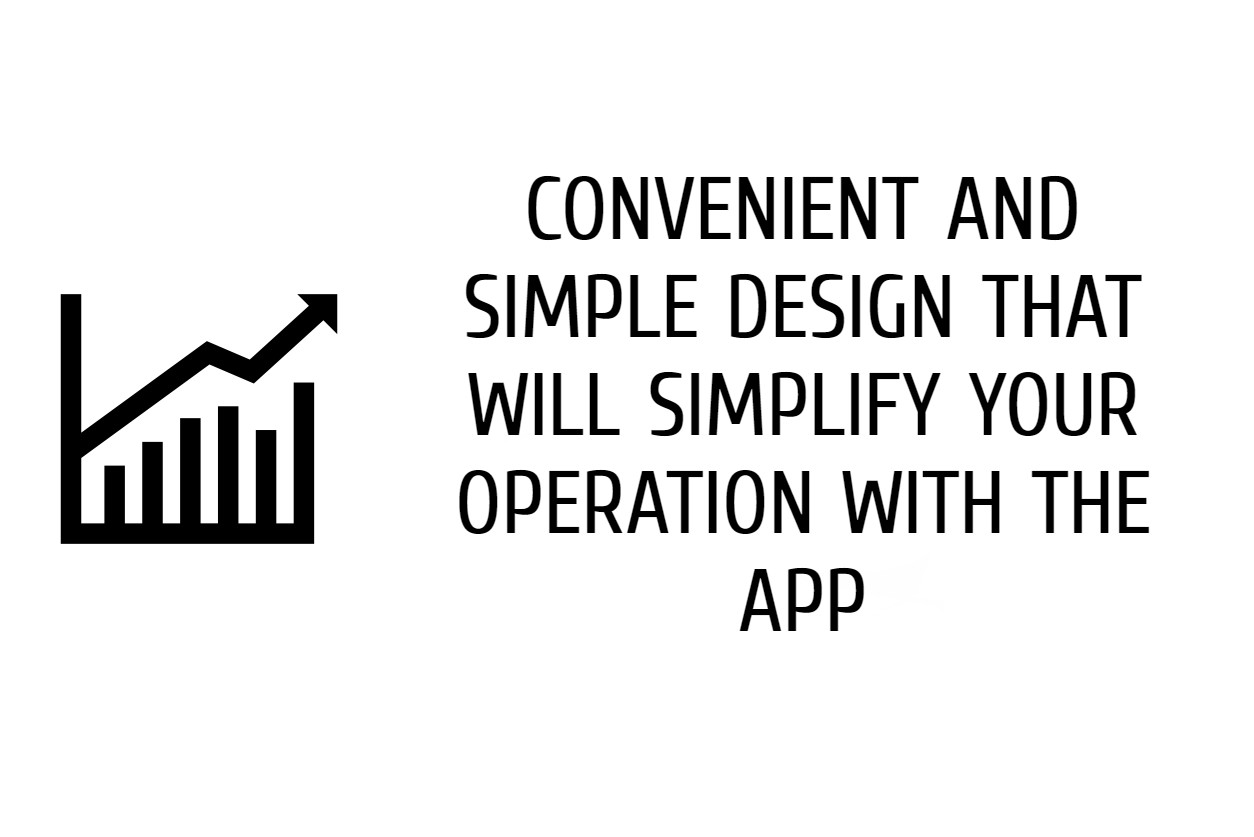 CONVENIENT AND
SIMPLE DESIGN THAT
WILL SIMPLIFY YOUR
OPERATION WITH THE
APP